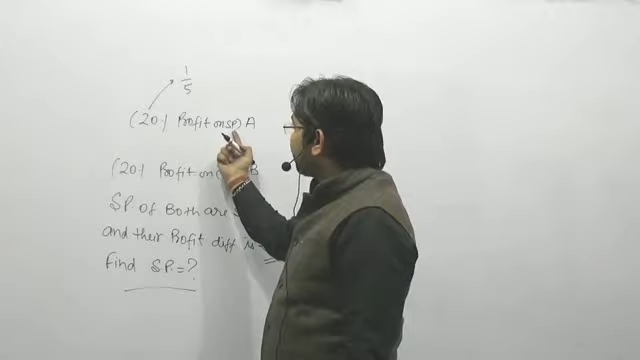 1/5
(20%) Profit on SP) A
(20%) Profit on ( B
SP of Both are
and their Profit diff is =
Find SP = ?